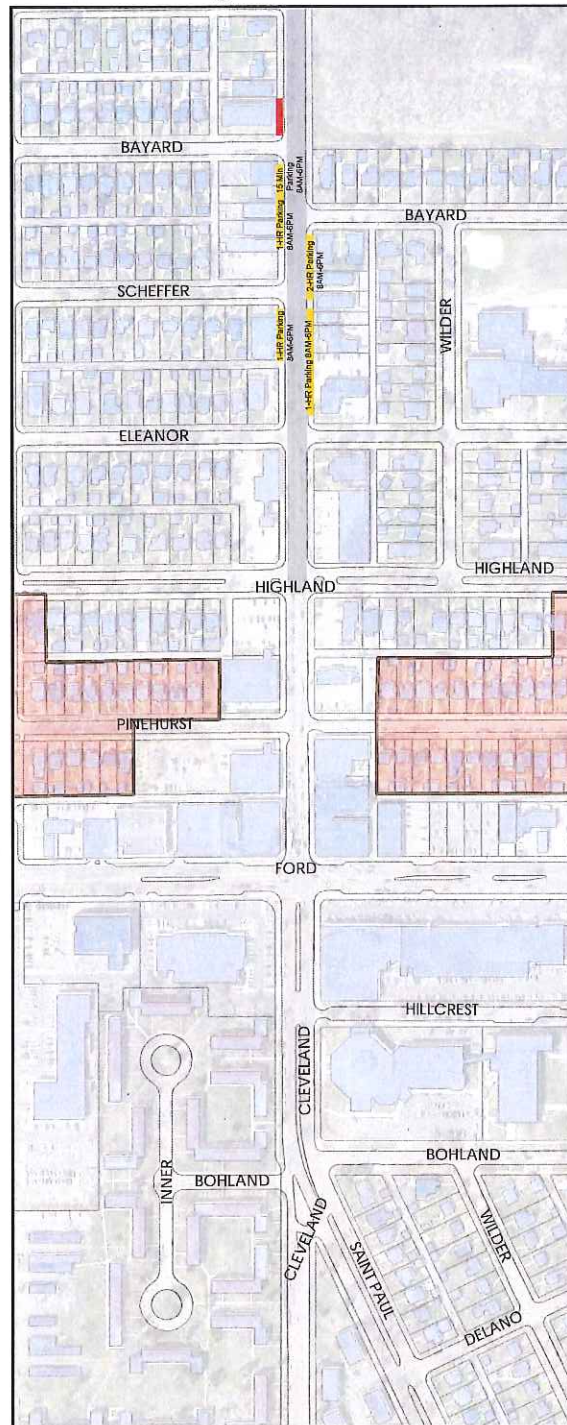 BAYARD
15 Min
Parking
8AM-6PM
1-HR Parking
8AM-6PM
BAYARD
2-HR Parking
8AM-6PM
SCHEFFER
WILDER
1-HR Parking
8AM-6PM
1-HR Parking 8AM-6PM
ELEANOR
HIGHLAND
HIGHLAND
PINEHURST
FORD
HILLCREST
CLEVELAND
BOHLAND
INNER
BOHLAND
CLEVELAND
SAINT PAUL
WILDER
DELANO